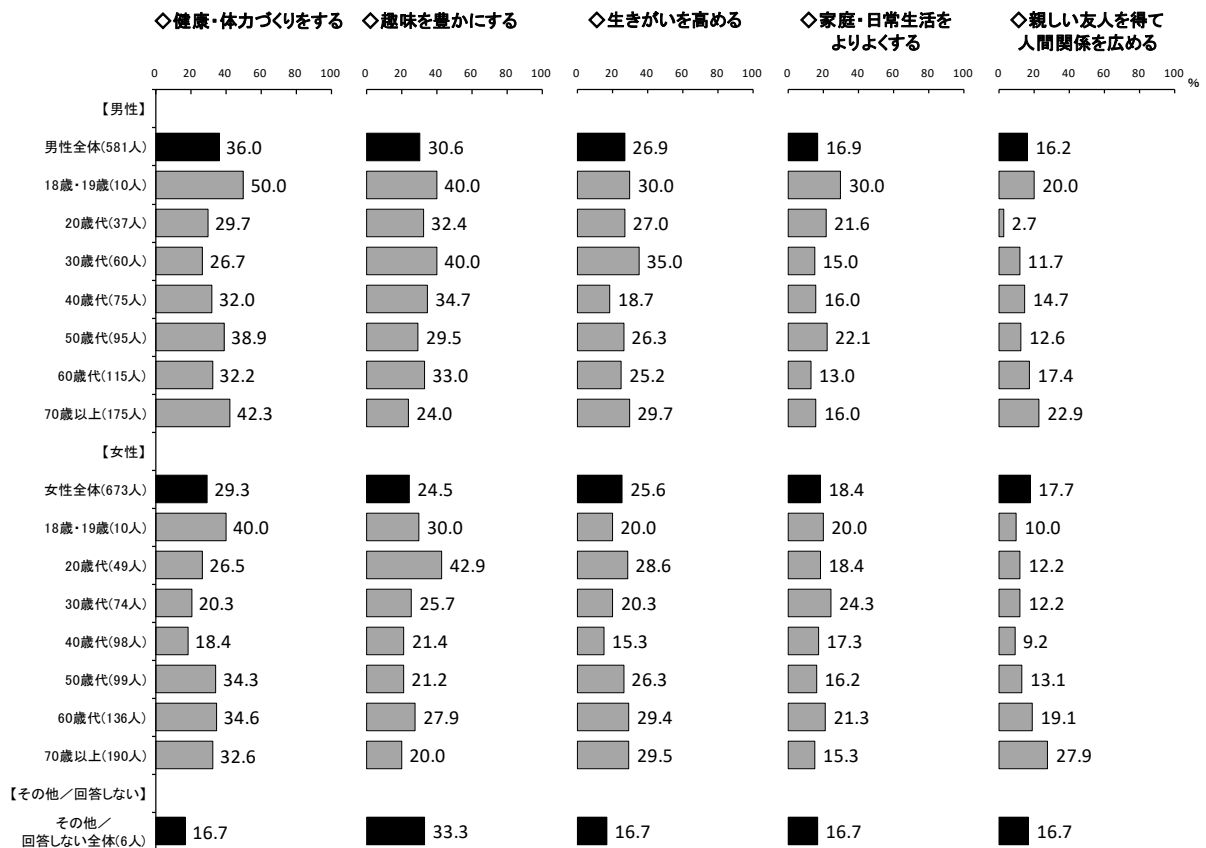 ◇健康・体力づくりをする ◇趣味を豊かにする ◇生きがいを高める ◇家庭・日常生活を ◇親しい友人を得て
よりよくする 人間関係を広める
0 20 40 60 80 100 0 20 40 60 80 100 0 20 40 60 80 100 0 20 40 60 80 100 0 20 40 60 80 100
%
【男性】
男性全体(581人) 36.0 30.6 26.9 16.9 16.2
18歳・19歳(10人) 50.0 40.0 30.0 30.0 20.0
20歳代(37人) 29.7 32.4 27.0 21.6 2.7
30歳代(60人) 26.7 40.0 35.0 15.0 11.7
40歳代(75人) 32.0 34.7 18.7 16.0 14.7
50歳代(95人) 38.9 29.5 26.3 22.1 12.6
60歳代(115人) 32.2 33.0 25.2 13.0 17.4
70歳以上(175人) 42.3 24.0 29.7 16.0 22.9
【女性】
女性全体(673人) 29.3 24.5 25.6 18.4 17.7
18歳・19歳(10人) 40.0 30.0 20.0 20.0 10.0
20歳代(49人) 26.5 42.9 28.6 18.4 12.2
30歳代(74人) 20.3 25.7 20.3 24.3 12.2
40歳代(98人) 18.4 21.4 15.3 17.3 9.2
50歳代(99人) 34.3 21.2 26.3 16.2 13.1
60歳代(136人) 34.6 27.9 29.4 21.3 19.1
70歳以上(190人) 32.6 20.0 29.5 15.3 27.9
【その他／回答しない】
その他／
回答しない全体(6人) 16.7 33.3 16.7 16.7 16.7